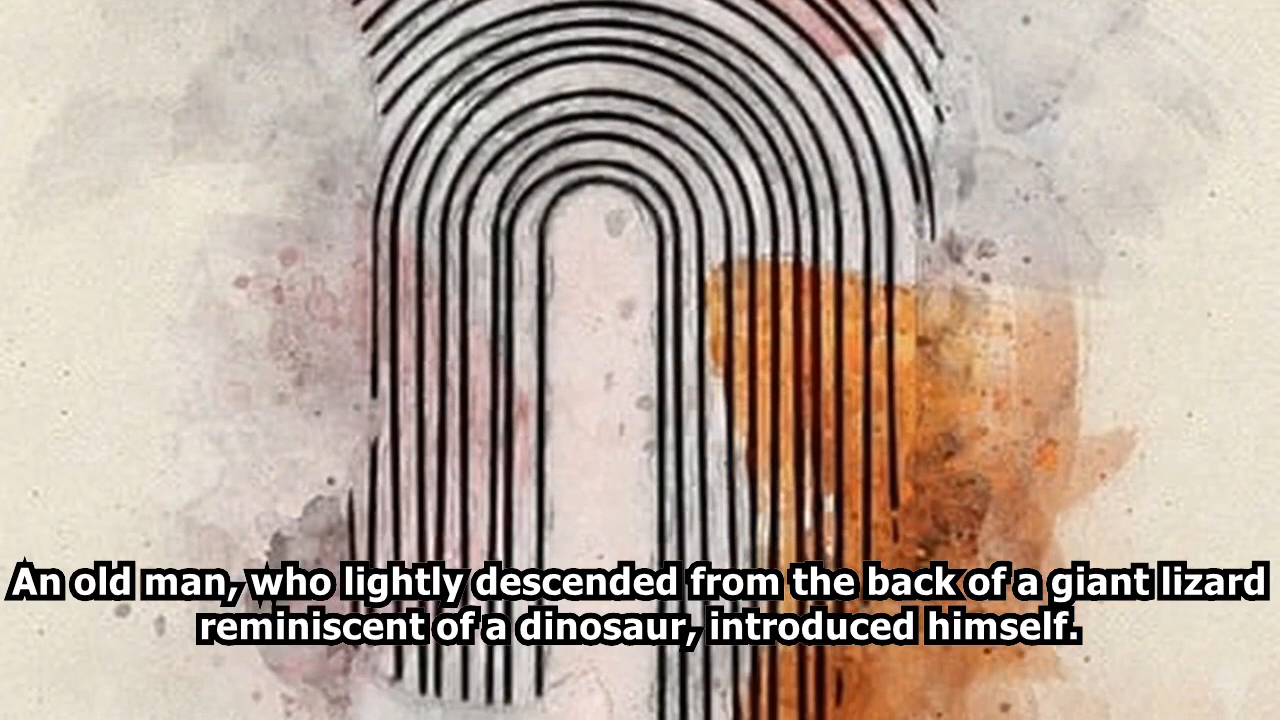 An old man, who lightly descended from the back of a giant lizard
reminiscent of a dinosaur, introduced himself.